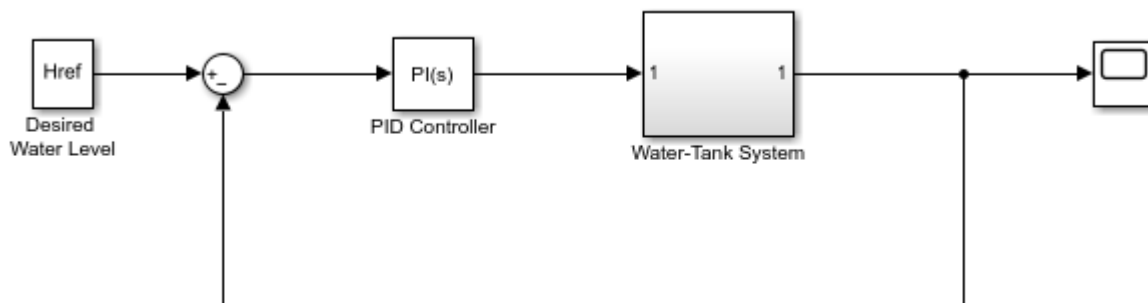 Href
Desired
Water Level
+
−
PI(s)
PID Controller
1
1
Water-Tank System